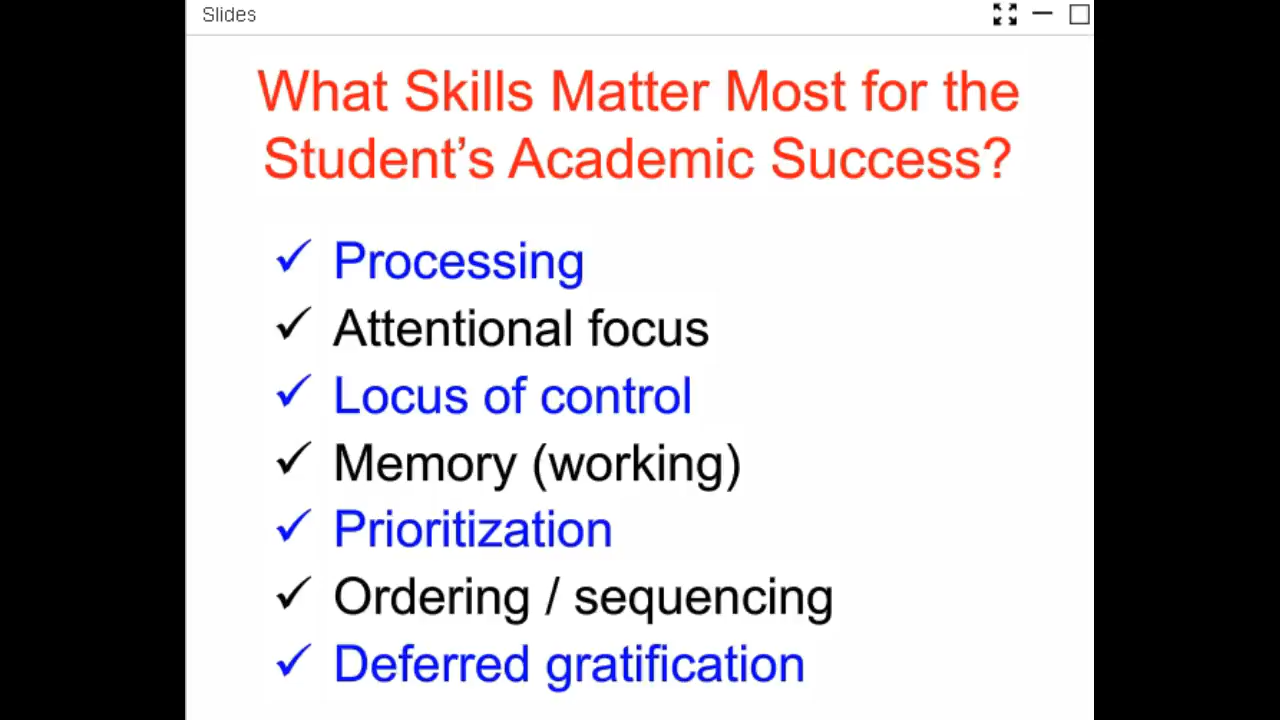 Slides
What Skills Matter Most for the
Student’s Academic Success?
✓ Processing
✓ Attentional focus
✓ Locus of control
✓ Memory (working)
✓ Prioritization
✓ Ordering / sequencing
✓ Deferred gratification